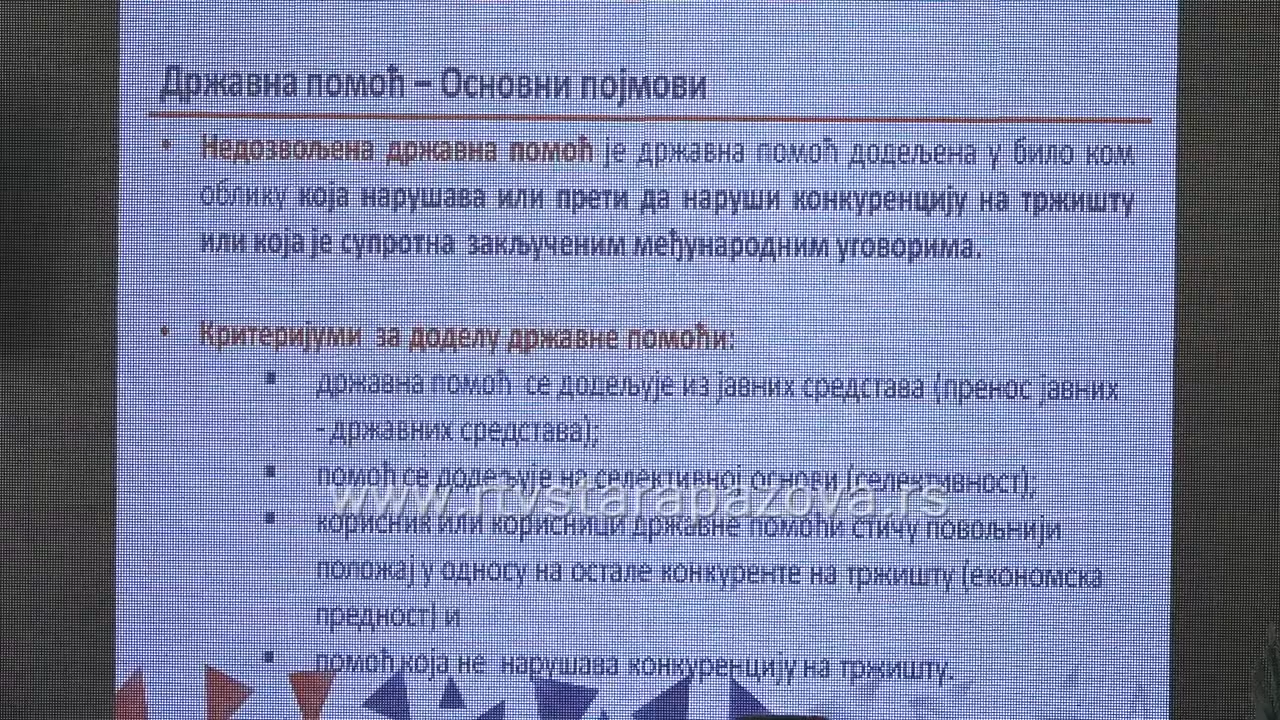 Државна помоћ – Основни појмови
• Недозвољена државна помоћ је државна помоћ додељена у било ком
облику која нарушава или прети да наруши конкуренцију на тржишту
или која је супротна закљученим међународним уговорима.
• Критеријуми за доделу државне помоћи:
▪ државна помоћ се додељује из јавних средстава (пренос јавних
- државних средстава);
▪ помоћ се додељује на селективној основи (селективност);
www.rtvstarapazova.rs
▪ корисник или корисници државне помоћи стичу повољнији
положај у односу на остале конкуренте на тржишту (економска
предност) и
▪ помоћ која не нарушава конкуренцију на тржишту.